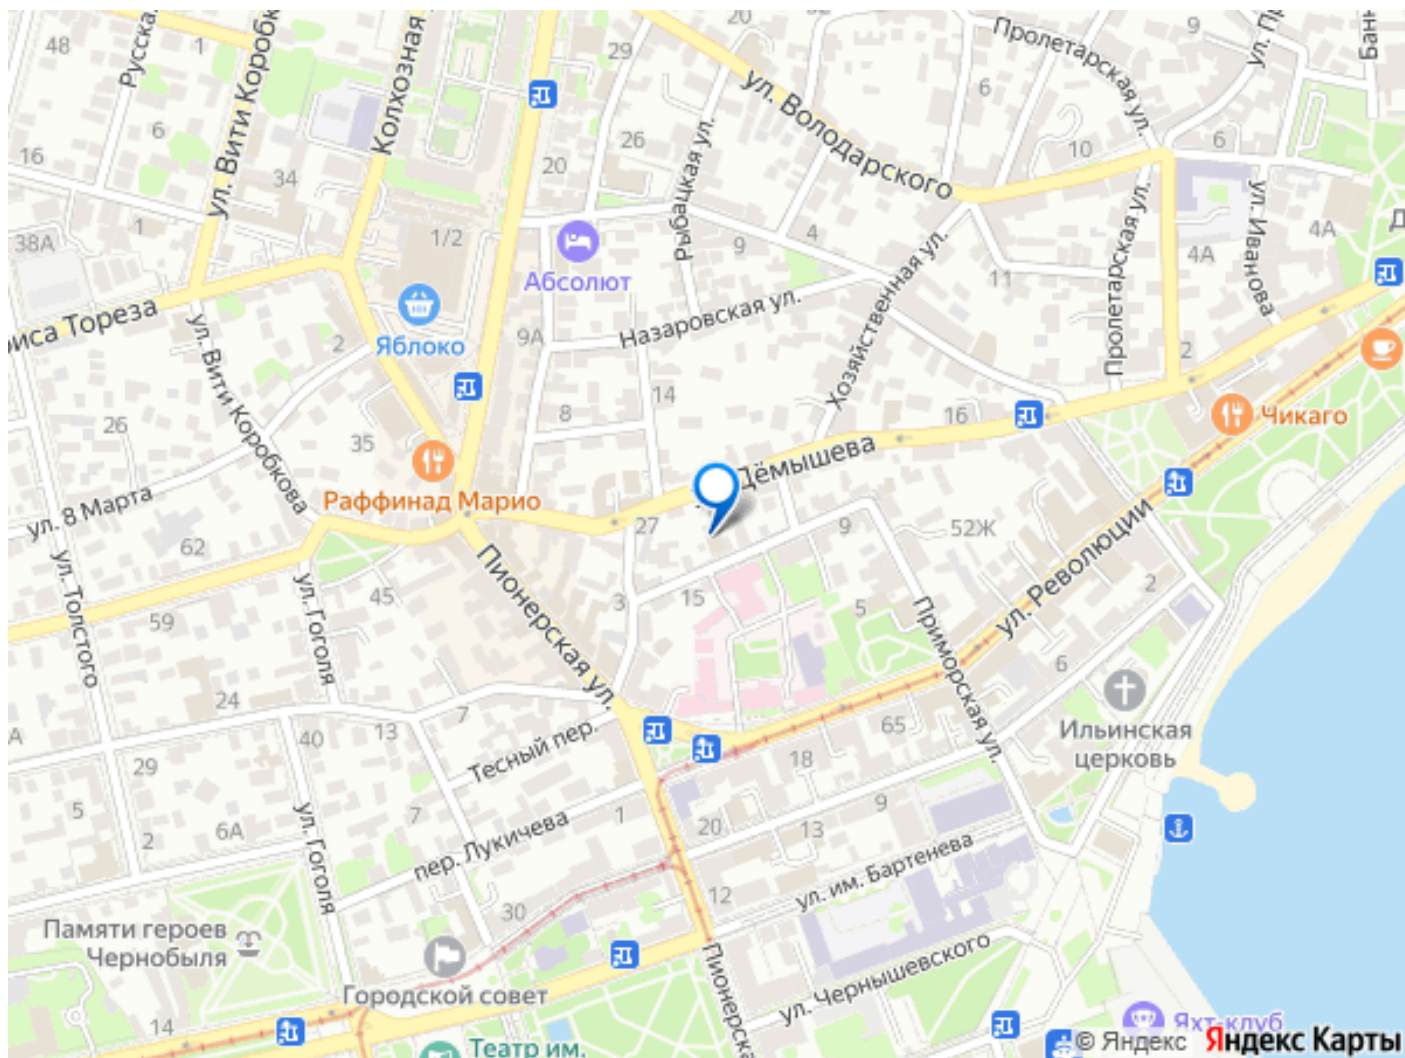 48
Русская
1
ул. Вити Коробк
Колхозная
29
20
ул. Володарского
Пролетарская ул.
6
9
ул. Пр
Бан
6
16
34
26
20
Рыбацкая ул.
10
6
38А
1
1/2
Абсолют
9
4
Хозяйственная ул.
11
Пролетарская ул.
4А
ул. Иванова
4А
Д
риса Тореза
ул. Вити Коробкова
2
Яблоко
9А
Назаровская ул.
2
26
35
8
14
16
Чикаго
ул. 8 Марта
Раффинад Марио
Дёмышева
62
ул. Толстого
27
9
52Ж
ул. Революции
59
ул. Гоголя
45
Пионерская ул.
3
15
5
Приморская ул.
2
24
7
13
40
6
Ильинская
церковь
А
29
Тесный пер.
65
18
5
2
6А
ул. Гоголя
7
пер. Лукичева
1
20
13
9
ул. им. Бартенева
30
12
Памяти героев
Чернобыля
Городской совет
Пионерска
ул. Чернышевского
14
Театр им.
Яхт-клуб
© Яндекс Яндекс Карты